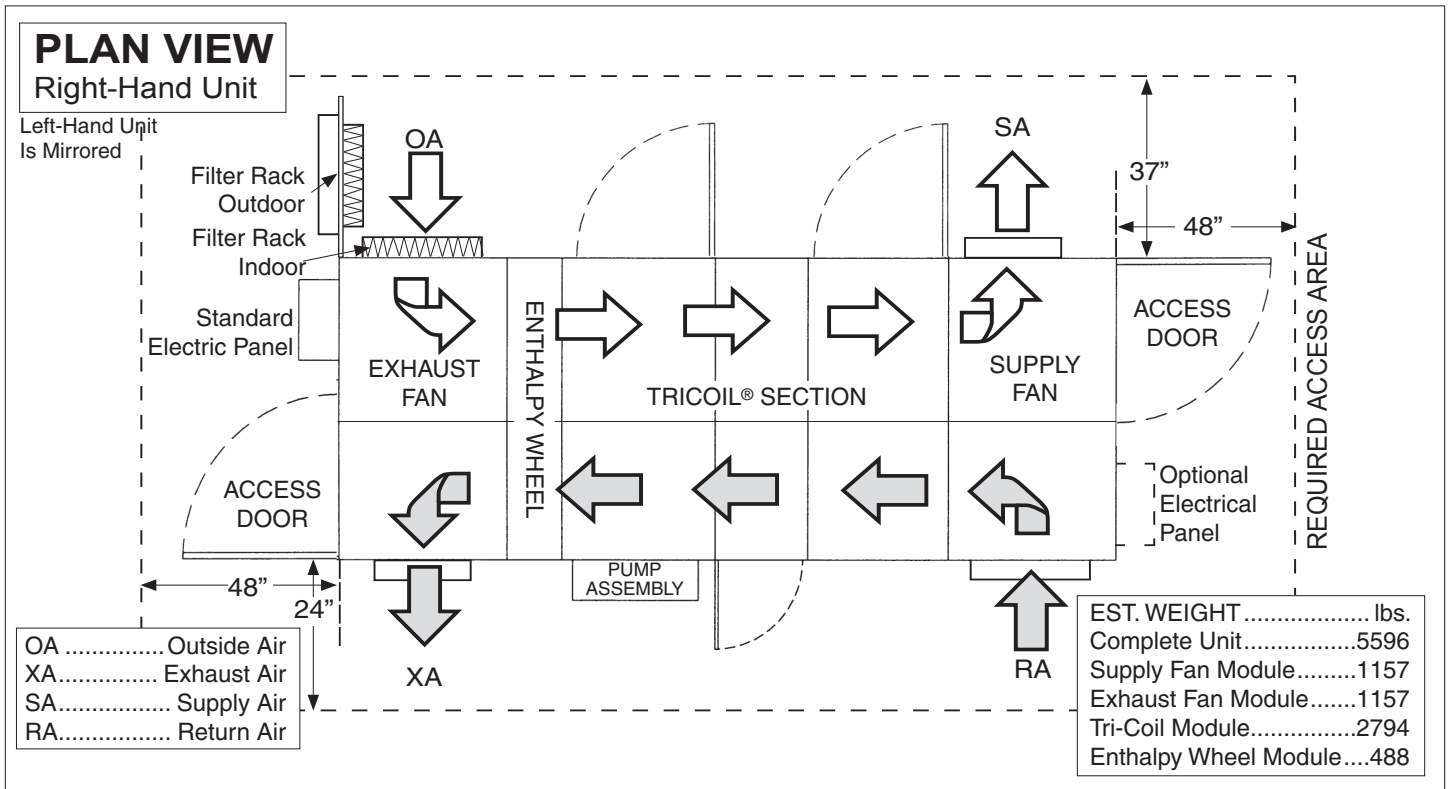 PLAN VIEW
Right-Hand Unit
Left-Hand Unit
Is Mirrored
Filter Rack
Outdoor
Filter Rack
Indoor
Standard
Electric Panel
OA
SA
37”
48”
EXHAUST
FAN
ENTHALPY WHEEL
TRICOIL® SECTION
SUPPLY
FAN
ACCESS
DOOR
REQUIRED ACCESS AREA
ACCESS
DOOR
Optional
Electrical
Panel
48”
24”
PUMP
ASSEMBLY
XA
RA
OA ............... Outside Air
XA............... Exhaust Air
SA................. Supply Air
RA................. Return Air
EST. WEIGHT ................... lbs.
Complete Unit.................5596
Supply Fan Module.........1157
Exhaust Fan Module.......1157
Tri-Coil Module................2794
Enthalpy Wheel Module....488